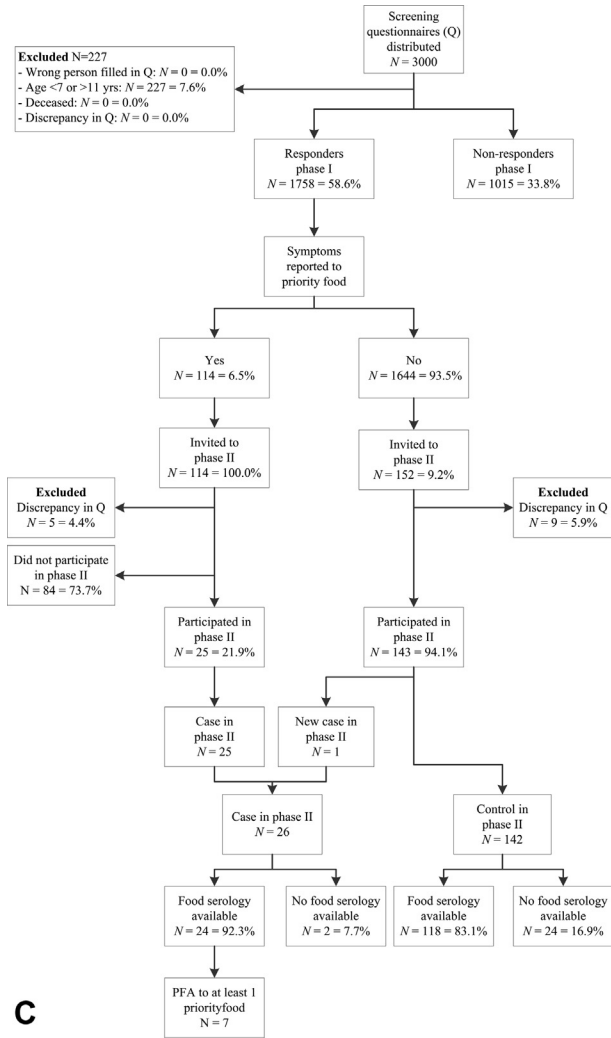 Screening
questionnaires (Q)
distributed
N = 3000
Excluded N=227
- Wrong person filled in Q: N = 0 = 0.0%
- Age <7 or >11 yrs: N = 227 = 7.6%
- Deceased: N = 0 = 0.0%
- Discrepancy in Q: N = 0 = 0.0%
Responders
phase I
N = 1758 = 58.6%
Non-responders
phase I
N = 1015 = 33.8%
Symptoms
reported to
priority food
Yes
N = 114 = 6.5%
No
N = 1644 = 93.5%
Invited to
phase II
N = 114 = 100.0%
Invited to
phase II
N = 152 = 9.2%
Excluded
Discrepancy in Q
N = 5 = 4.4%
Excluded
Discrepancy in Q
N = 9 = 5.9%
Did not participate
in phase II
N = 84 = 73.7%
Participated in
phase II
N = 25 = 21.9%
Participated in
phase II
N = 143 = 94.1%
Case in
phase II
N = 25
New case in
phase II
N = 1
Case in phase II
N = 26
Control in
phase II
N = 142
Food serology
available
N = 24 = 92.3%
No food serology
available
N = 2 = 7.7%
Food serology
available
N = 118 = 83.1%
No food serology
available
N = 24 = 16.9%
PFA to at least 1
priorityfood
N = 7
C